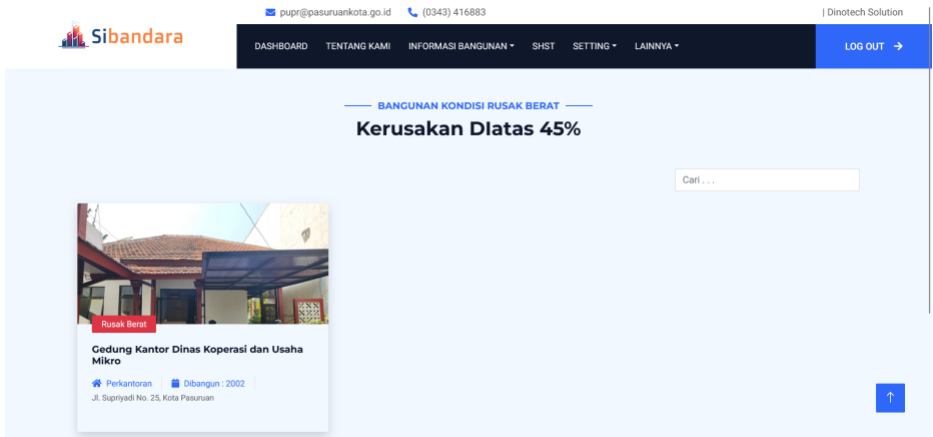 pupr@pasuruankota.go.id (0343) 416883 | Dinotech Solution
Sibandara
DASHBOARD TENTANG KAMI INFORMASI BANGUNAN SHST SETTING LAINNYA LOG OUT
BANGUNAN KONDISI RUSAK BERAT
Kerusakan DIatas 45%
Cari . . .
Rusak Berat
Gedung Kantor Dinas Koperasi dan Usaha
Mikro
Perkantoran Dibangun : 2002
Jl. Supriyadi No. 25, Kota Pasuruan